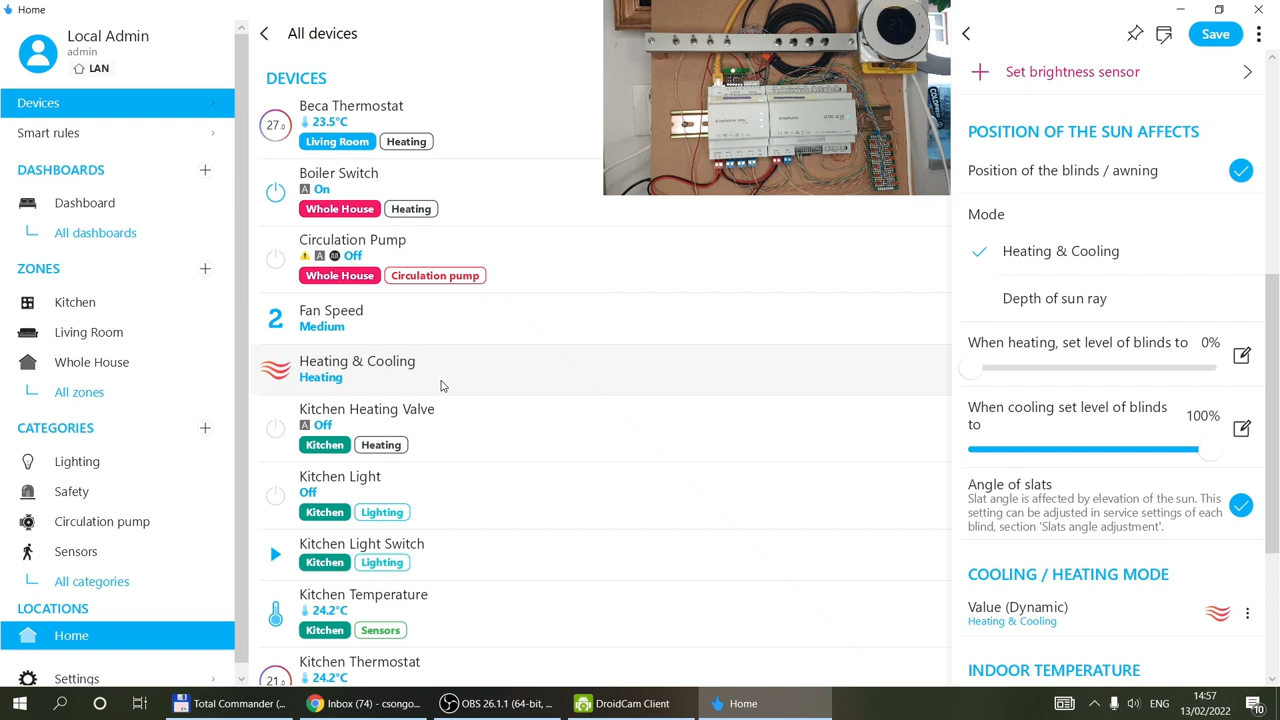 Home
Local Admin
admin
LAN
Devices
Smart rules
DASHBOARDS
Dashboard
All dashboards
ZONES
Kitchen
Living Room
Whole House
All zones
CATEGORIES
Lighting
Safety
Circulation pump
Sensors
All categories
LOCATIONS
Home
Settings
All devices
DEVICES
27.0
Beca Thermostat
23.5°C
Living Room Heating
Boiler Switch
A On
Whole House Heating
Circulation Pump
A Off
Whole House Circulation pump
2
Fan Speed
Medium
Heating & Cooling
Heating
Kitchen Heating Valve
A Off
Kitchen Heating
Kitchen Light
Off
Kitchen Lighting
Kitchen Light Switch
Kitchen Lighting
Kitchen Temperature
24.2°C
Kitchen Sensors
21.0
Kitchen Thermostat
24.2°C
Save
Set brightness sensor
POSITION OF THE SUN AFFECTS
Position of the blinds / awning
Mode
Heating & Cooling
Depth of sun ray
When heating, set level of blinds to 0%
When cooling set level of blinds to 100%
Angle of slats
Slat angle is affected by elevation of the sun. This
setting can be adjusted in service settings of each
blind, section 'Slats angle adjustment'.
COOLING / HEATING MODE
Value (Dynamic)
Heating & Cooling
INDOOR TEMPERATURE
Total Commander (...
Inbox (74) - csongo...
OBS 26.1.1 (64-bit, ...
DroidCam Client
Home
ENG
14:57
13/02/2022
10